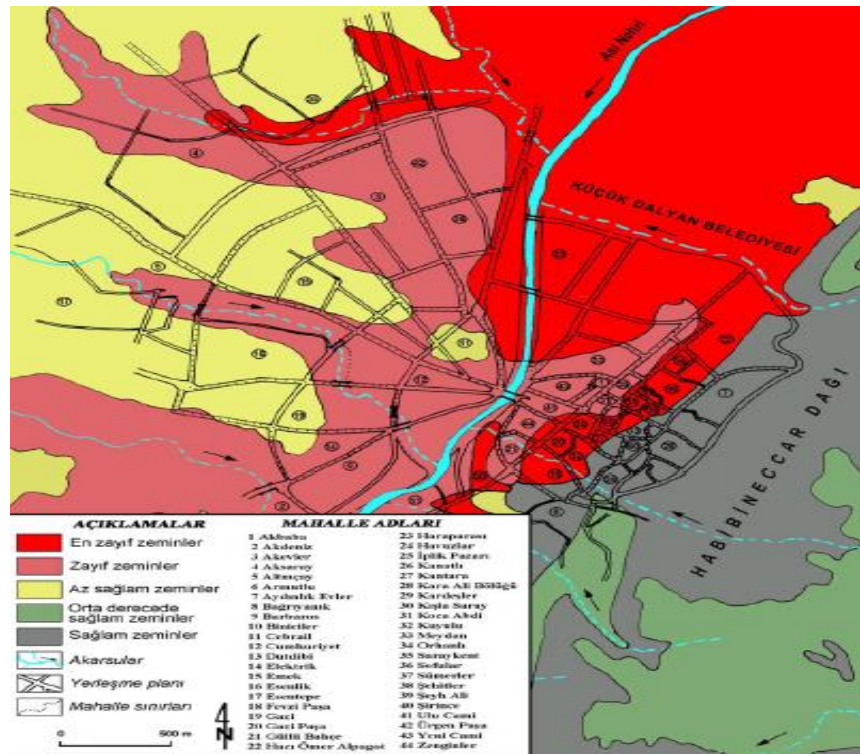 Asi Nehri
KÜÇÜK DALYAN BELEDİYESİ
HABİBİNECCAR DAĞI
AÇIKLAMALAR
En zayıf zeminler
Zayıf zeminler
Az sağlam zeminler
Orta derecede
sağlam zeminler
Sağlam zeminler
Akarsular
Yerleşme planı
Mahalle sınırları
0 500 m
N
MAHALLE ADLARI
1 Akbaba
2 Akdeniz
3 Akevler
4 Aksaray
5 Altınçay
6 Armutlu
7 Aydınlık Evler
8 Bağrıyanık
9 Barbaros
10 Biniciler
11 Cebrail
12 Cumhuriyet
13 Dutdibi
14 Elektrik
15 Emek
16 Esenlik
17 Esentepe
18 Fevzi Paşa
19 Gazi
20 Gazi Paşa
21 Güllü Bahçe
22 Hacı Ömer Alpagot
23 Haraparası
24 Havuzlar
25 İplik Pazarı
26 Kanatlı
27 Kantara
28 Kara Ali Bölüğü
29 Kardeşler
30 Kışla Saray
31 Koca Abdi
32 Kuyulu
33 Meydan
34 Orhanlı
35 Saraykent
36 Sofular
37 Sümerler
38 Şehitler
39 Şeyh Ali
40 Şirince
41 Ulu Cami
42 Ürgen Paşa
43 Yeni Cami
44 Zenginler